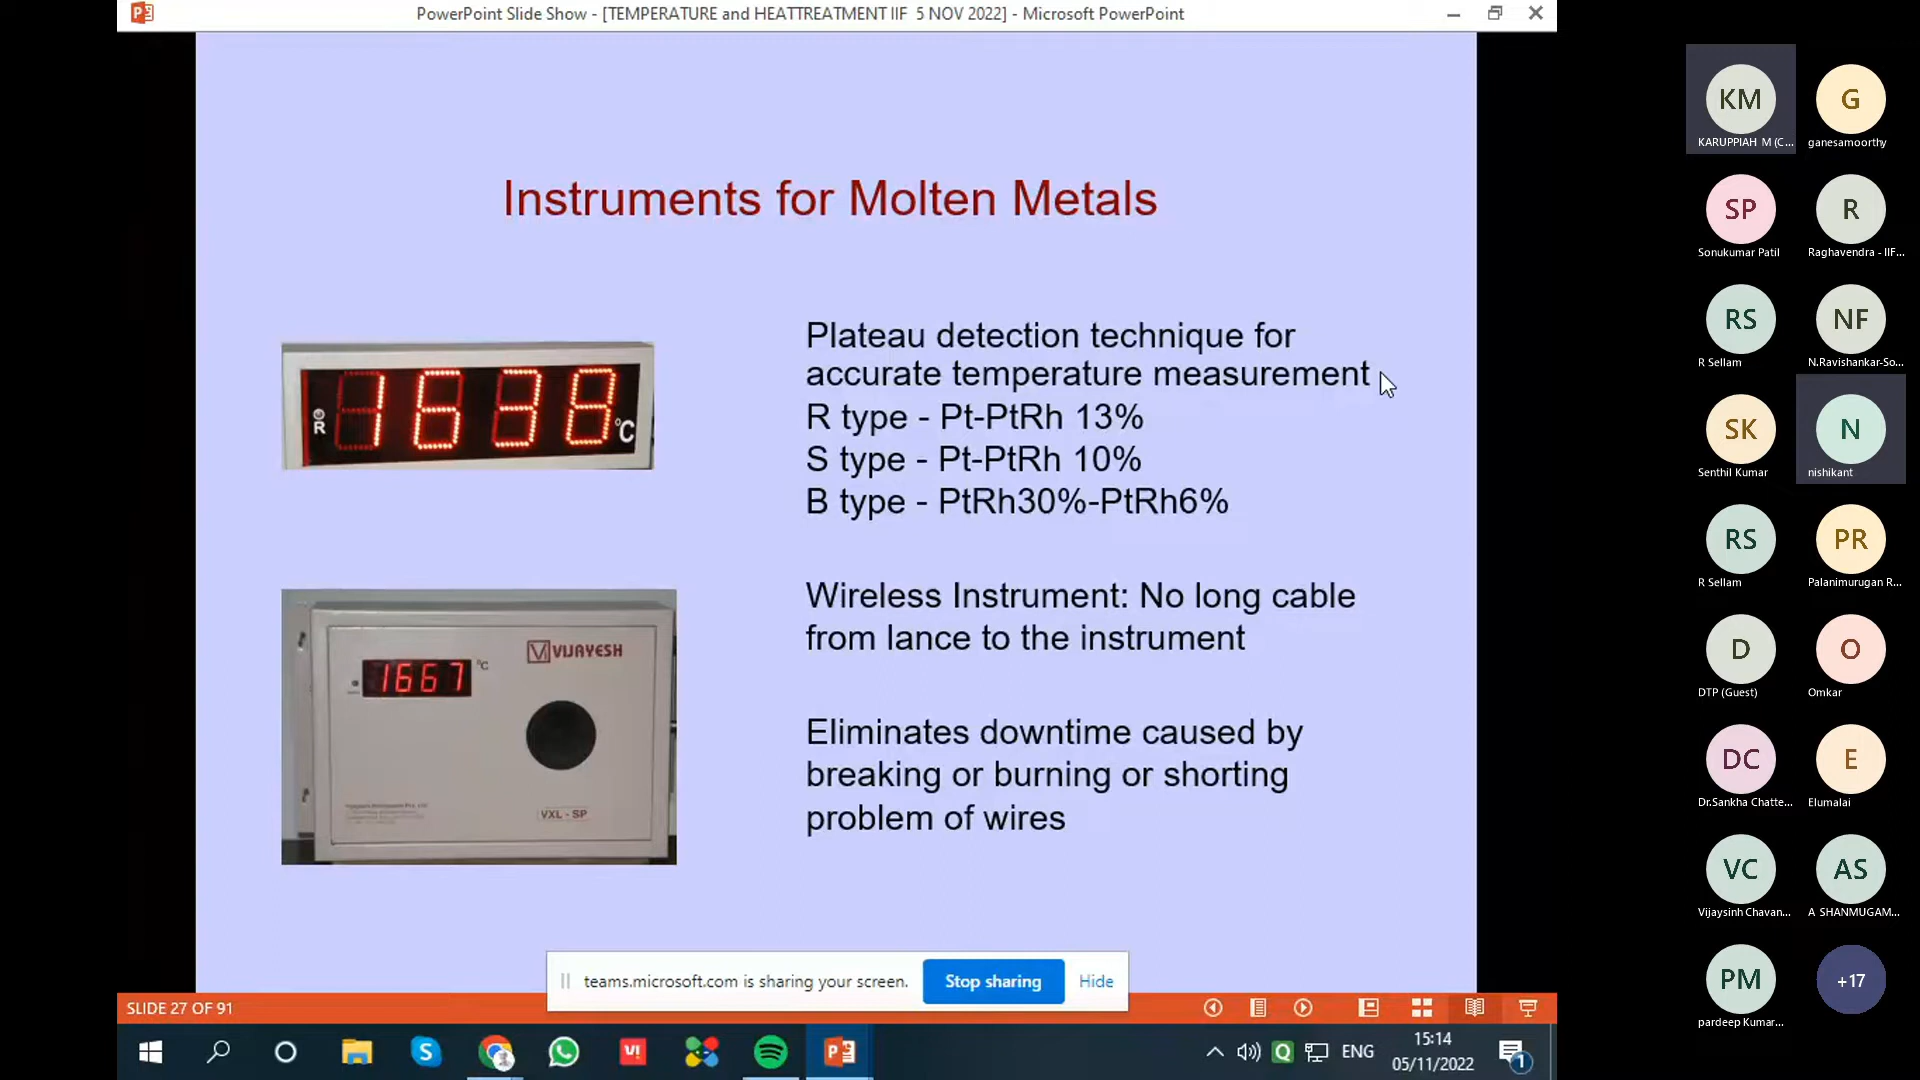 PowerPoint Slide Show - [TEMPERATURE and HEATTREATMENT IIF 5 NOV 2022] - Microsoft PowerPoint
Instruments for Molten Metals
1638
R
°C
Plateau detection technique for
accurate temperature measurement
R type - Pt-PtRh 13%
S type - Pt-PtRh 10%
B type - PtRh30%-PtRh6%
VIJAYESH
1667
°C
VXL - SP
Wireless Instrument: No long cable
from lance to the instrument
Eliminates downtime caused by
breaking or burning or shorting
problem of wires
teams.microsoft.com is sharing your screen.
Stop sharing
Hide
SLIDE 27 OF 91
ENG
15:14
05/11/2022
1
KM
KARUPPIAH M (C...
G
ganesamoorthy
SP
Sonukumar Patil
R
Raghavendra - IIF...
RS
R Sellam
NF
N.Ravishankar-So...
SK
Senthil Kumar
N
nishikant
RS
R Sellam
PR
Palanimurugan R...
D
DTP (Guest)
O
Omkar
DC
Dr.Sankha Chatte...
E
Elumalai
VC
Vijaysinh Chavan...
AS
A SHANMUGAM...
PM
pardeep Kumar...
+17